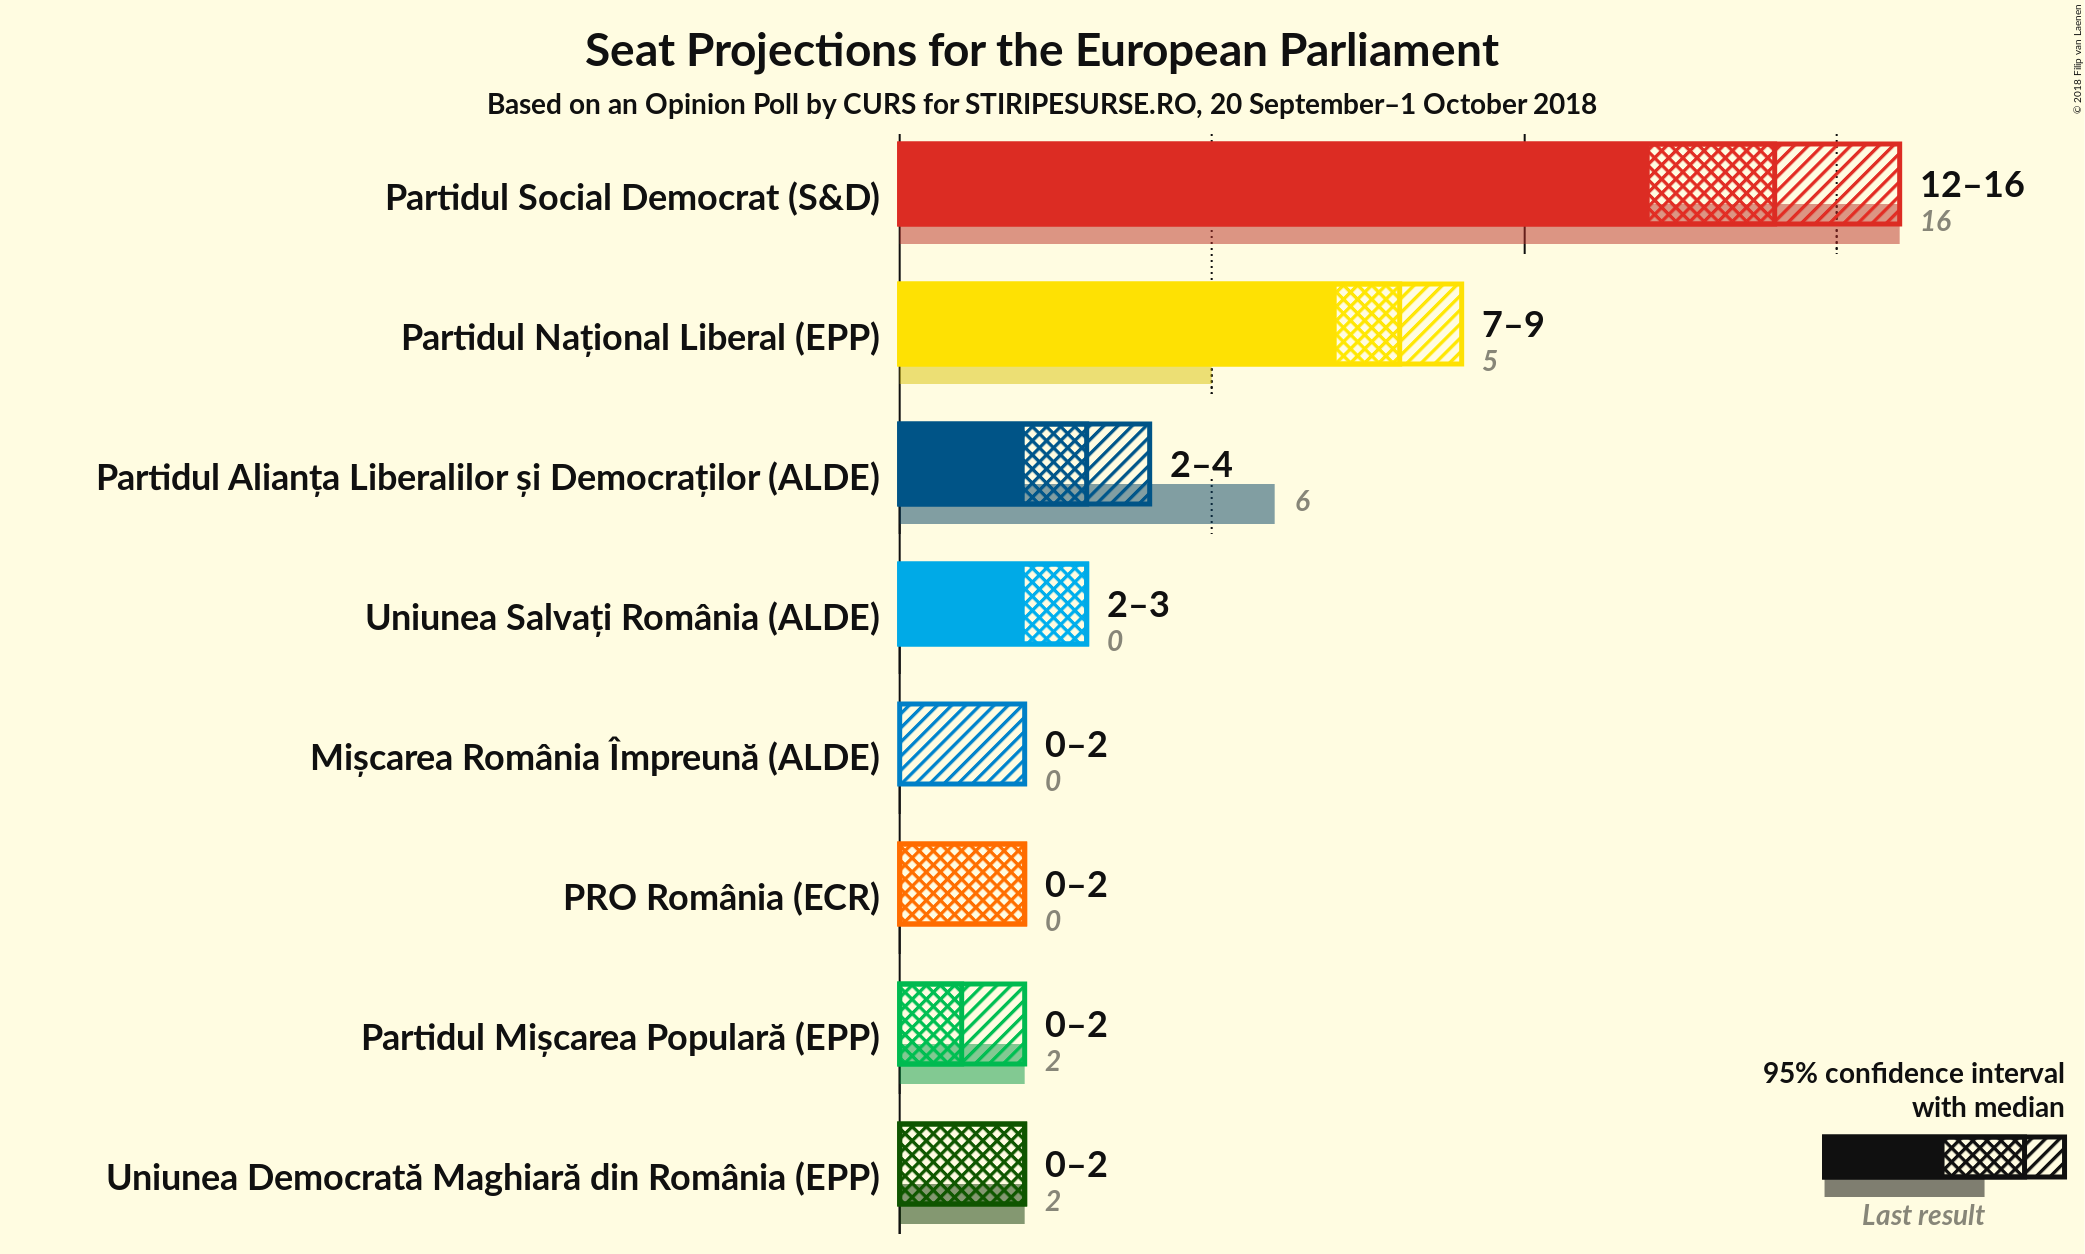 Seat Projections for the European Parliament
Based on an Opinion Poll by CURS for STIRIPESURSE.RO, 20 September–1 October 2018
© 2018 Filip van Laenen
Partidul Social Democrat (S&D)
12–16
16
Partidul Național Liberal (EPP)
7–9
5
Partidul Alianța Liberalilor și Democraților (ALDE)
2–4
6
Uniunea Salvați România (ALDE)
2–3
0
Mișcarea România Împreună (ALDE)
0–2
0
PRO România (ECR)
0–2
0
Partidul Mișcarea Populară (EPP)
0–2
2
Uniunea Democrată Maghiară din România (EPP)
0–2
2
95% confidence interval
with median
Last result